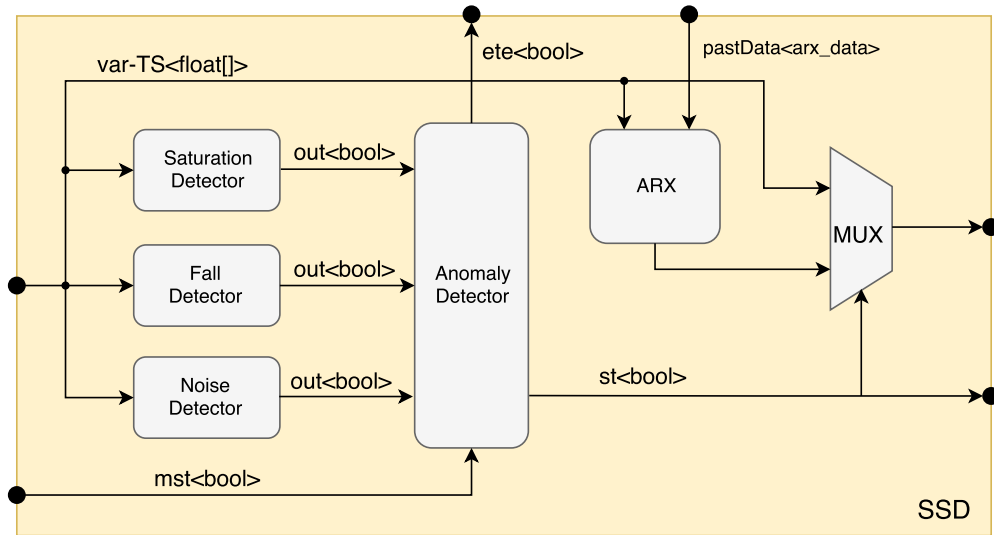 ete<bool>
pastData<arx_data>
var-TS<float[]>
Saturation
Detector
out<bool>
ARX
MUX
Fall
Detector
out<bool>
Anomaly
Detector
Noise
Detector
out<bool>
st<bool>
mst<bool>
SSD